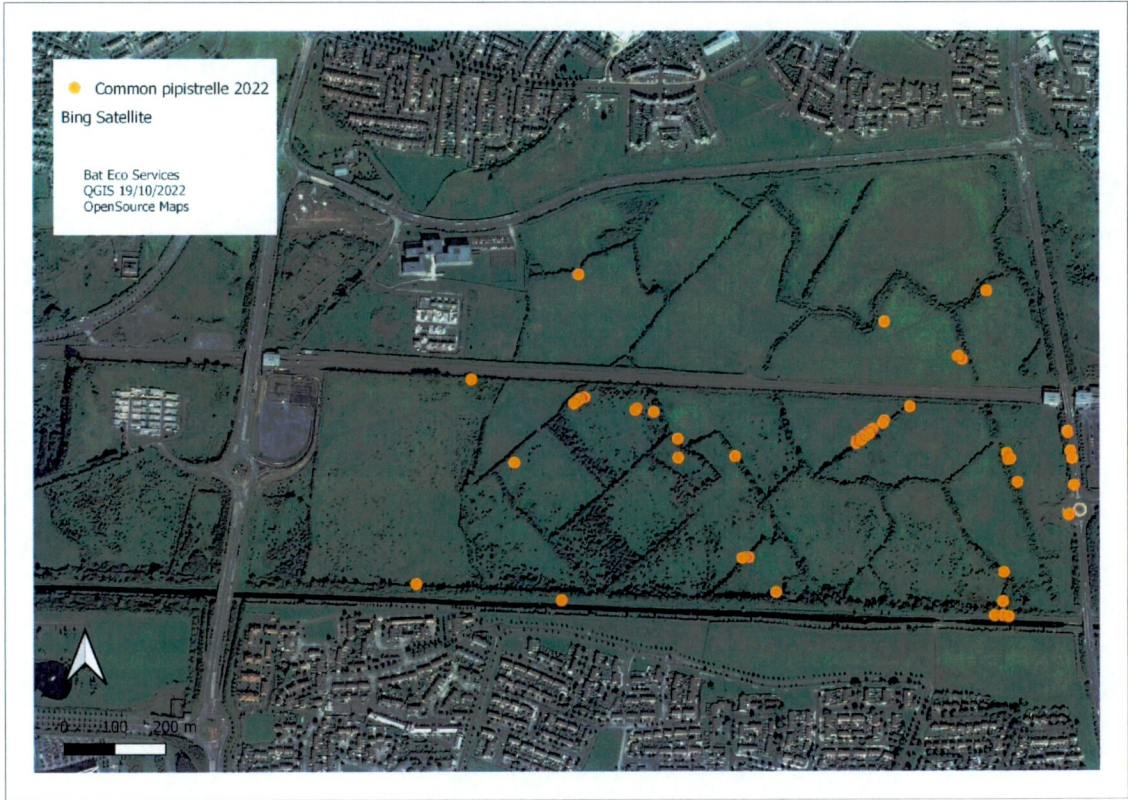 Common pipistrelle 2022
Bing Satellite
Bat Eco Services
QGIS 19/10/2022
OpenSource Maps
0 100 200 m